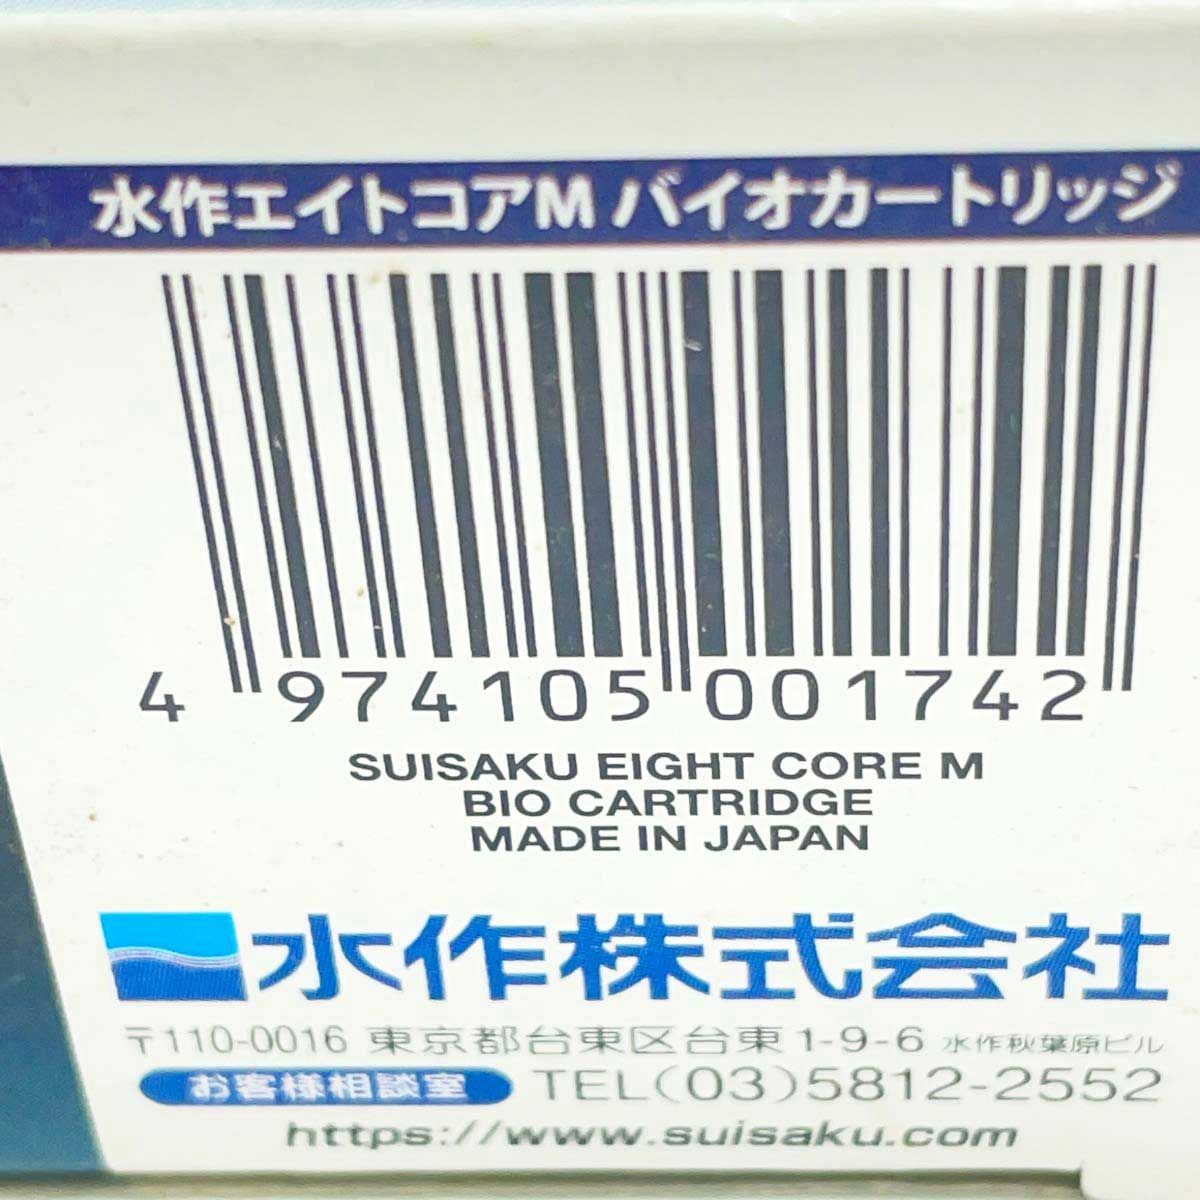 水作エイトコアM バイオカートリッジ
4 974105 001742
SUISAKU EIGHT CORE M
BIO CARTRIDGE
MADE IN JAPAN
水作株式会社
〒110-0016 東京都台東区台東1-9-6 水作秋葉原ビル
お客様相談室 TEL(03)5812-2552
https://www.suisaku.com